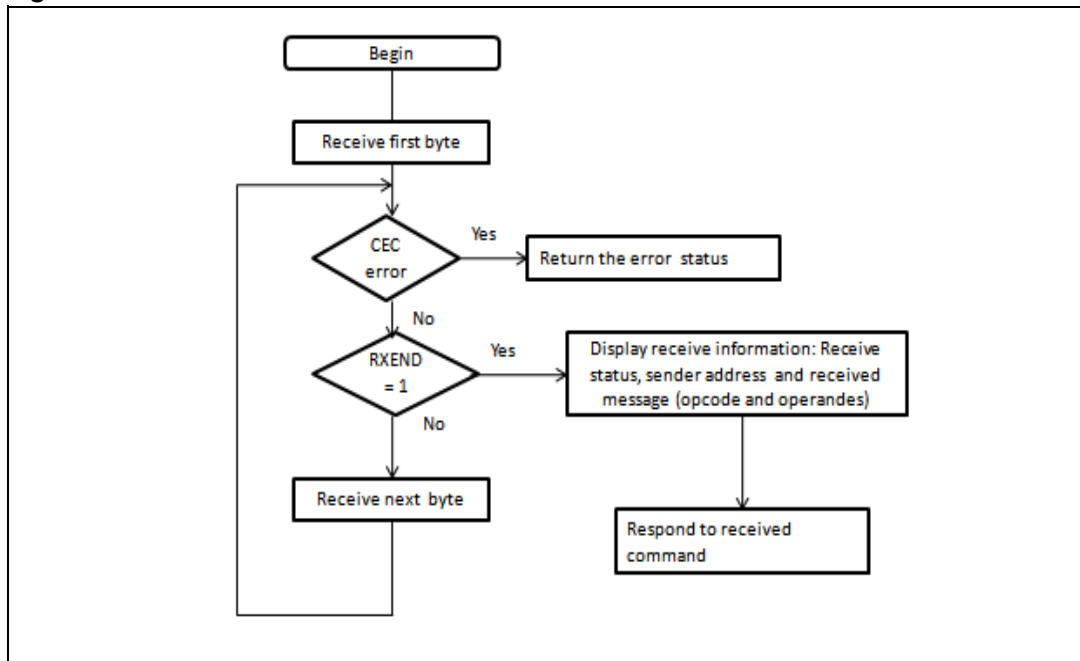 Begin
Receive first byte
CEC
error
Yes
Return the error status
No
RXEND
= 1
Yes
Display receive information: Receive
status, sender address and received
message (opcode and operandes)
No
Receive next byte
Respond to received
command